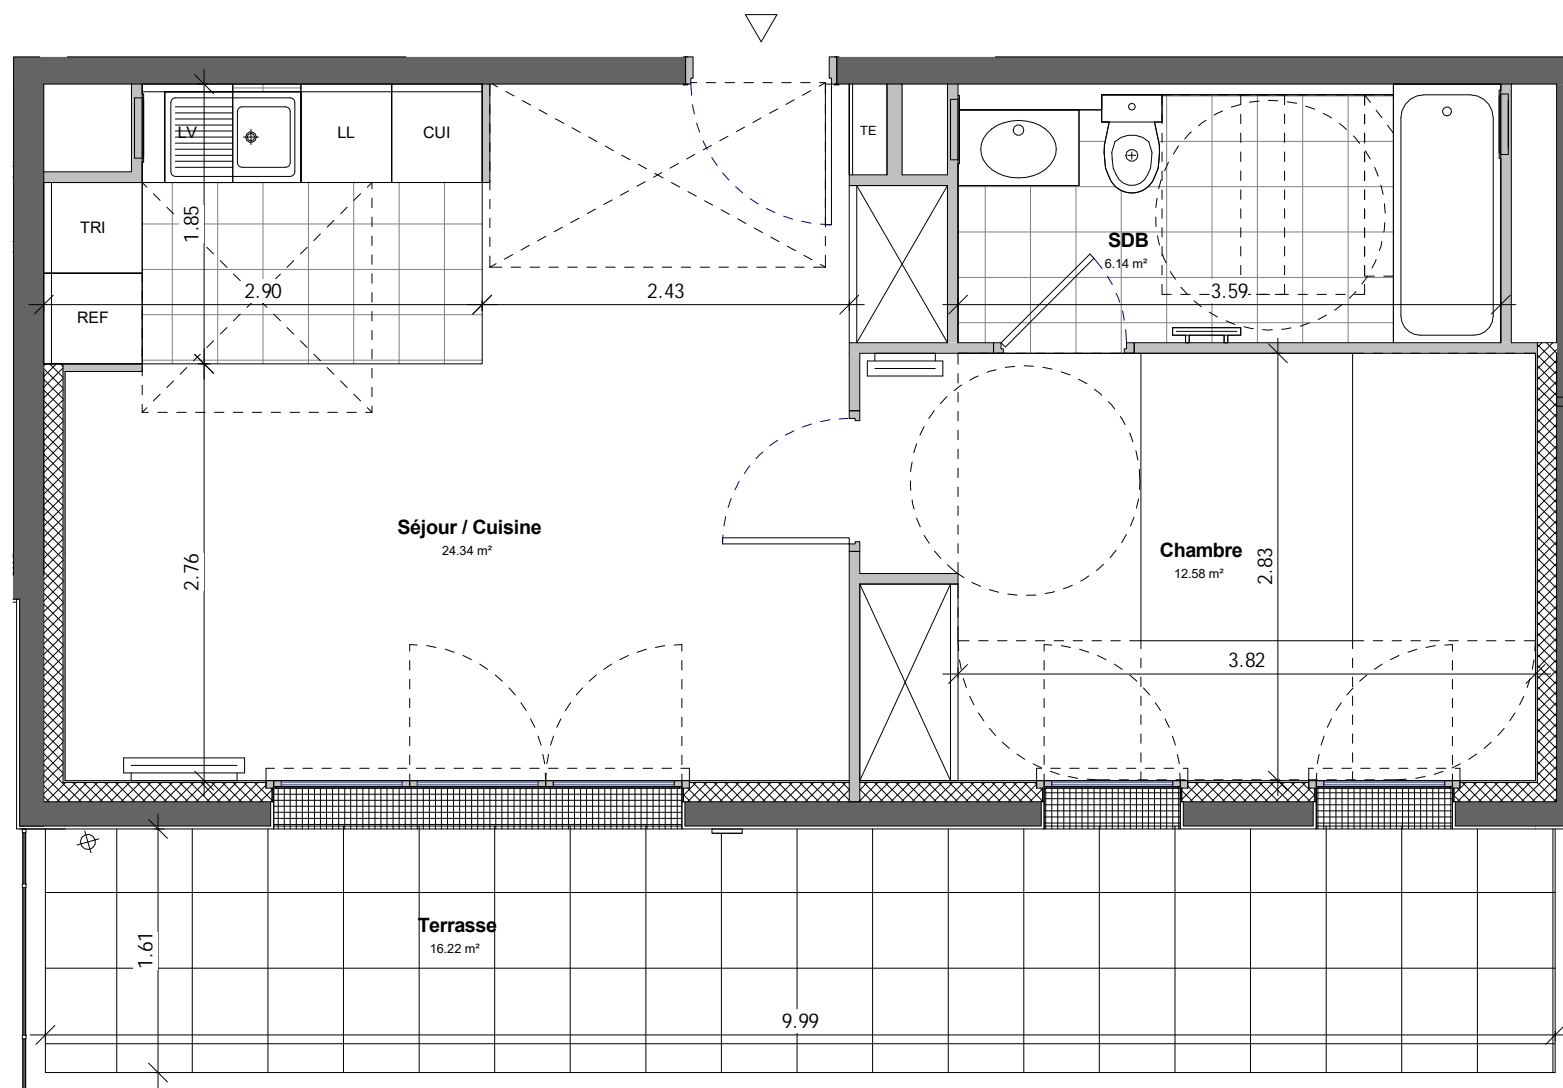 LV
LL
CUI
TE
TRI
1.85
SDB
6.14 m²
2.90
2.43
3.59
REF
Séjour / Cuisine
24.34 m²
Chambre
12.58 m²
2.76
2.83
3.82
Terrasse
16.22 m²
1.61
9.99